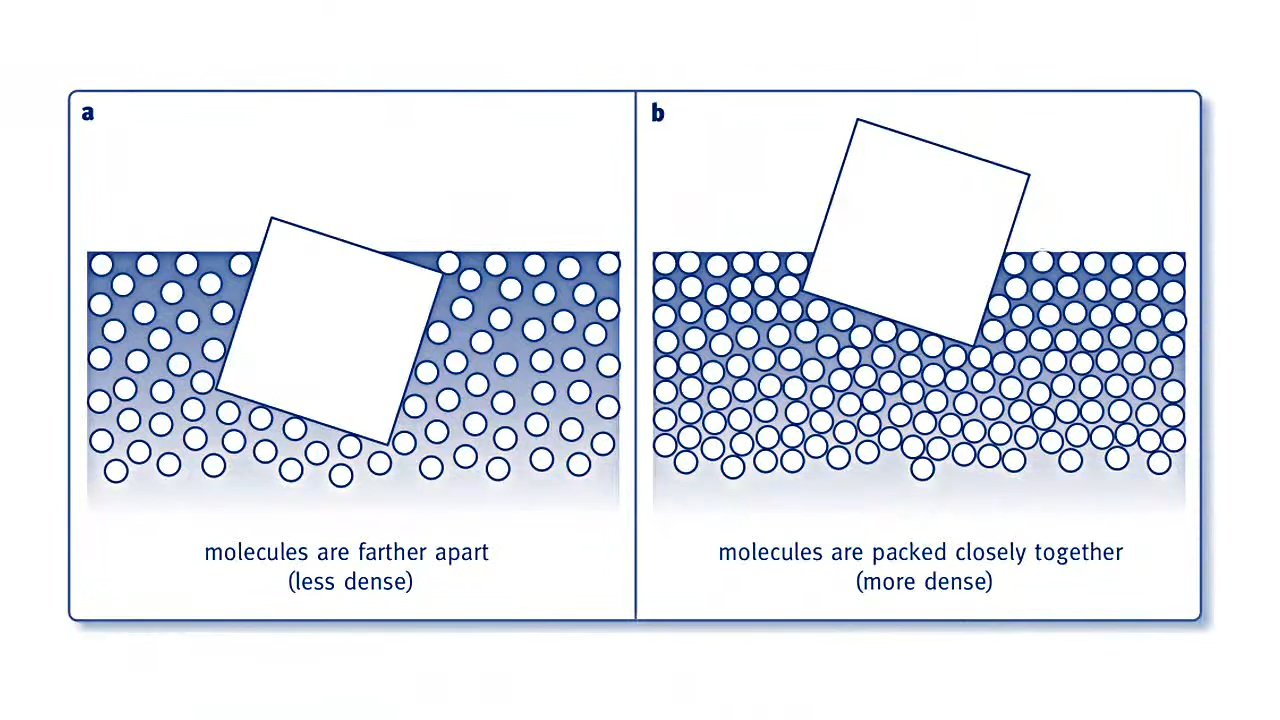 a
molecules are farther apart
(less dense)
b
molecules are packed closely together
(more dense)